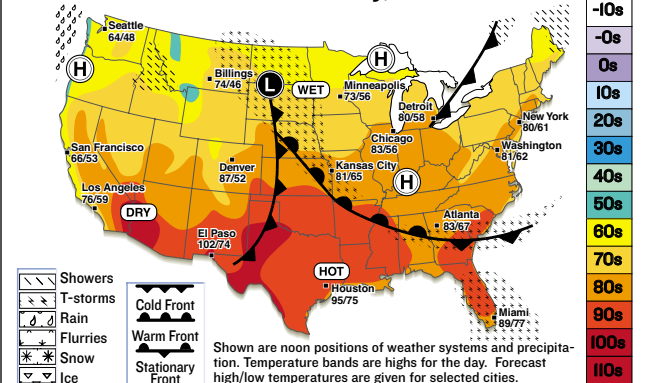 Seattle
64/48
H
Billings
74/46
L
WET
H
Minneapolis
73/56
Detroit
80/58
New York
80/61
Chicago
83/56
Washington
81/62
San Francisco
66/53
Denver
87/52
Kansas City
81/65
H
Los Angeles
76/59
DRY
Atlanta
83/67
El Paso
102/74
HOT
Houston
95/75
Miami
89/77
-10s
-0s
0s
10s
20s
30s
40s
50s
60s
70s
80s
90s
100s
110s
Showers
T-storms
Rain
Flurries
Snow
Ice
Cold Front
Warm Front
Stationary
Front
Shown are noon positions of weather systems and precipita-
tion. Temperature bands are highs for the day. Forecast
high/low temperatures are given for selected cities.